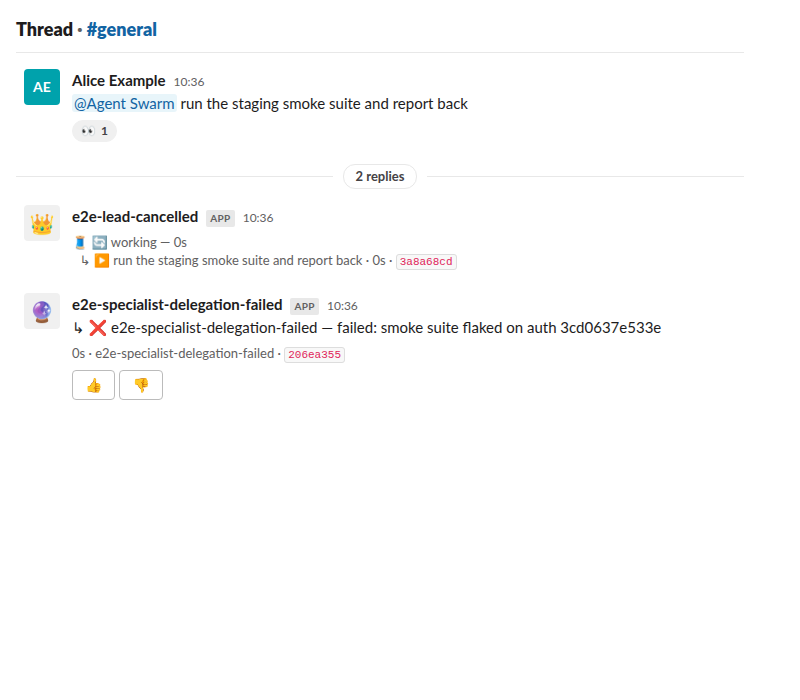 Thread • #general
AE
Alice Example 10:36
@Agent Swarm run the staging smoke suite and report back
👀 1
2 replies
e2e-lead-cancelled APP 10:36
🧵 🔄 working — 0s
↳ ▶️ run the staging smoke suite and report back · 0s · 3a8a68cd
e2e-specialist-delegation-failed APP 10:36
↳ ❌ e2e-specialist-delegation-failed — failed: smoke suite flaked on auth 3cd0637e533e
0s · e2e-specialist-delegation-failed · 206ea355
👍 👎